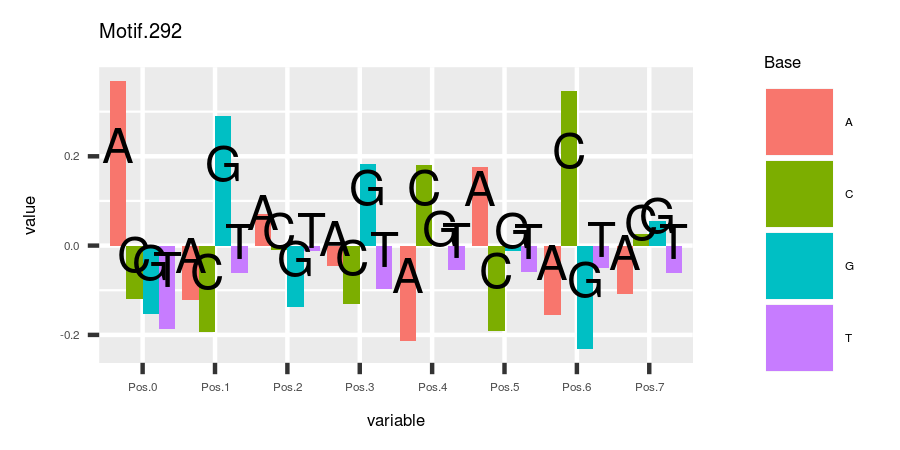 Motif.292
Base
A
C
G
T
value
0.2
0.0
-0.2
A C G T A C G T A C G T A C G T A C G T A C G T A C G T A C G T
Pos.0 Pos.1 Pos.2 Pos.3 Pos.4 Pos.5 Pos.6 Pos.7
variable